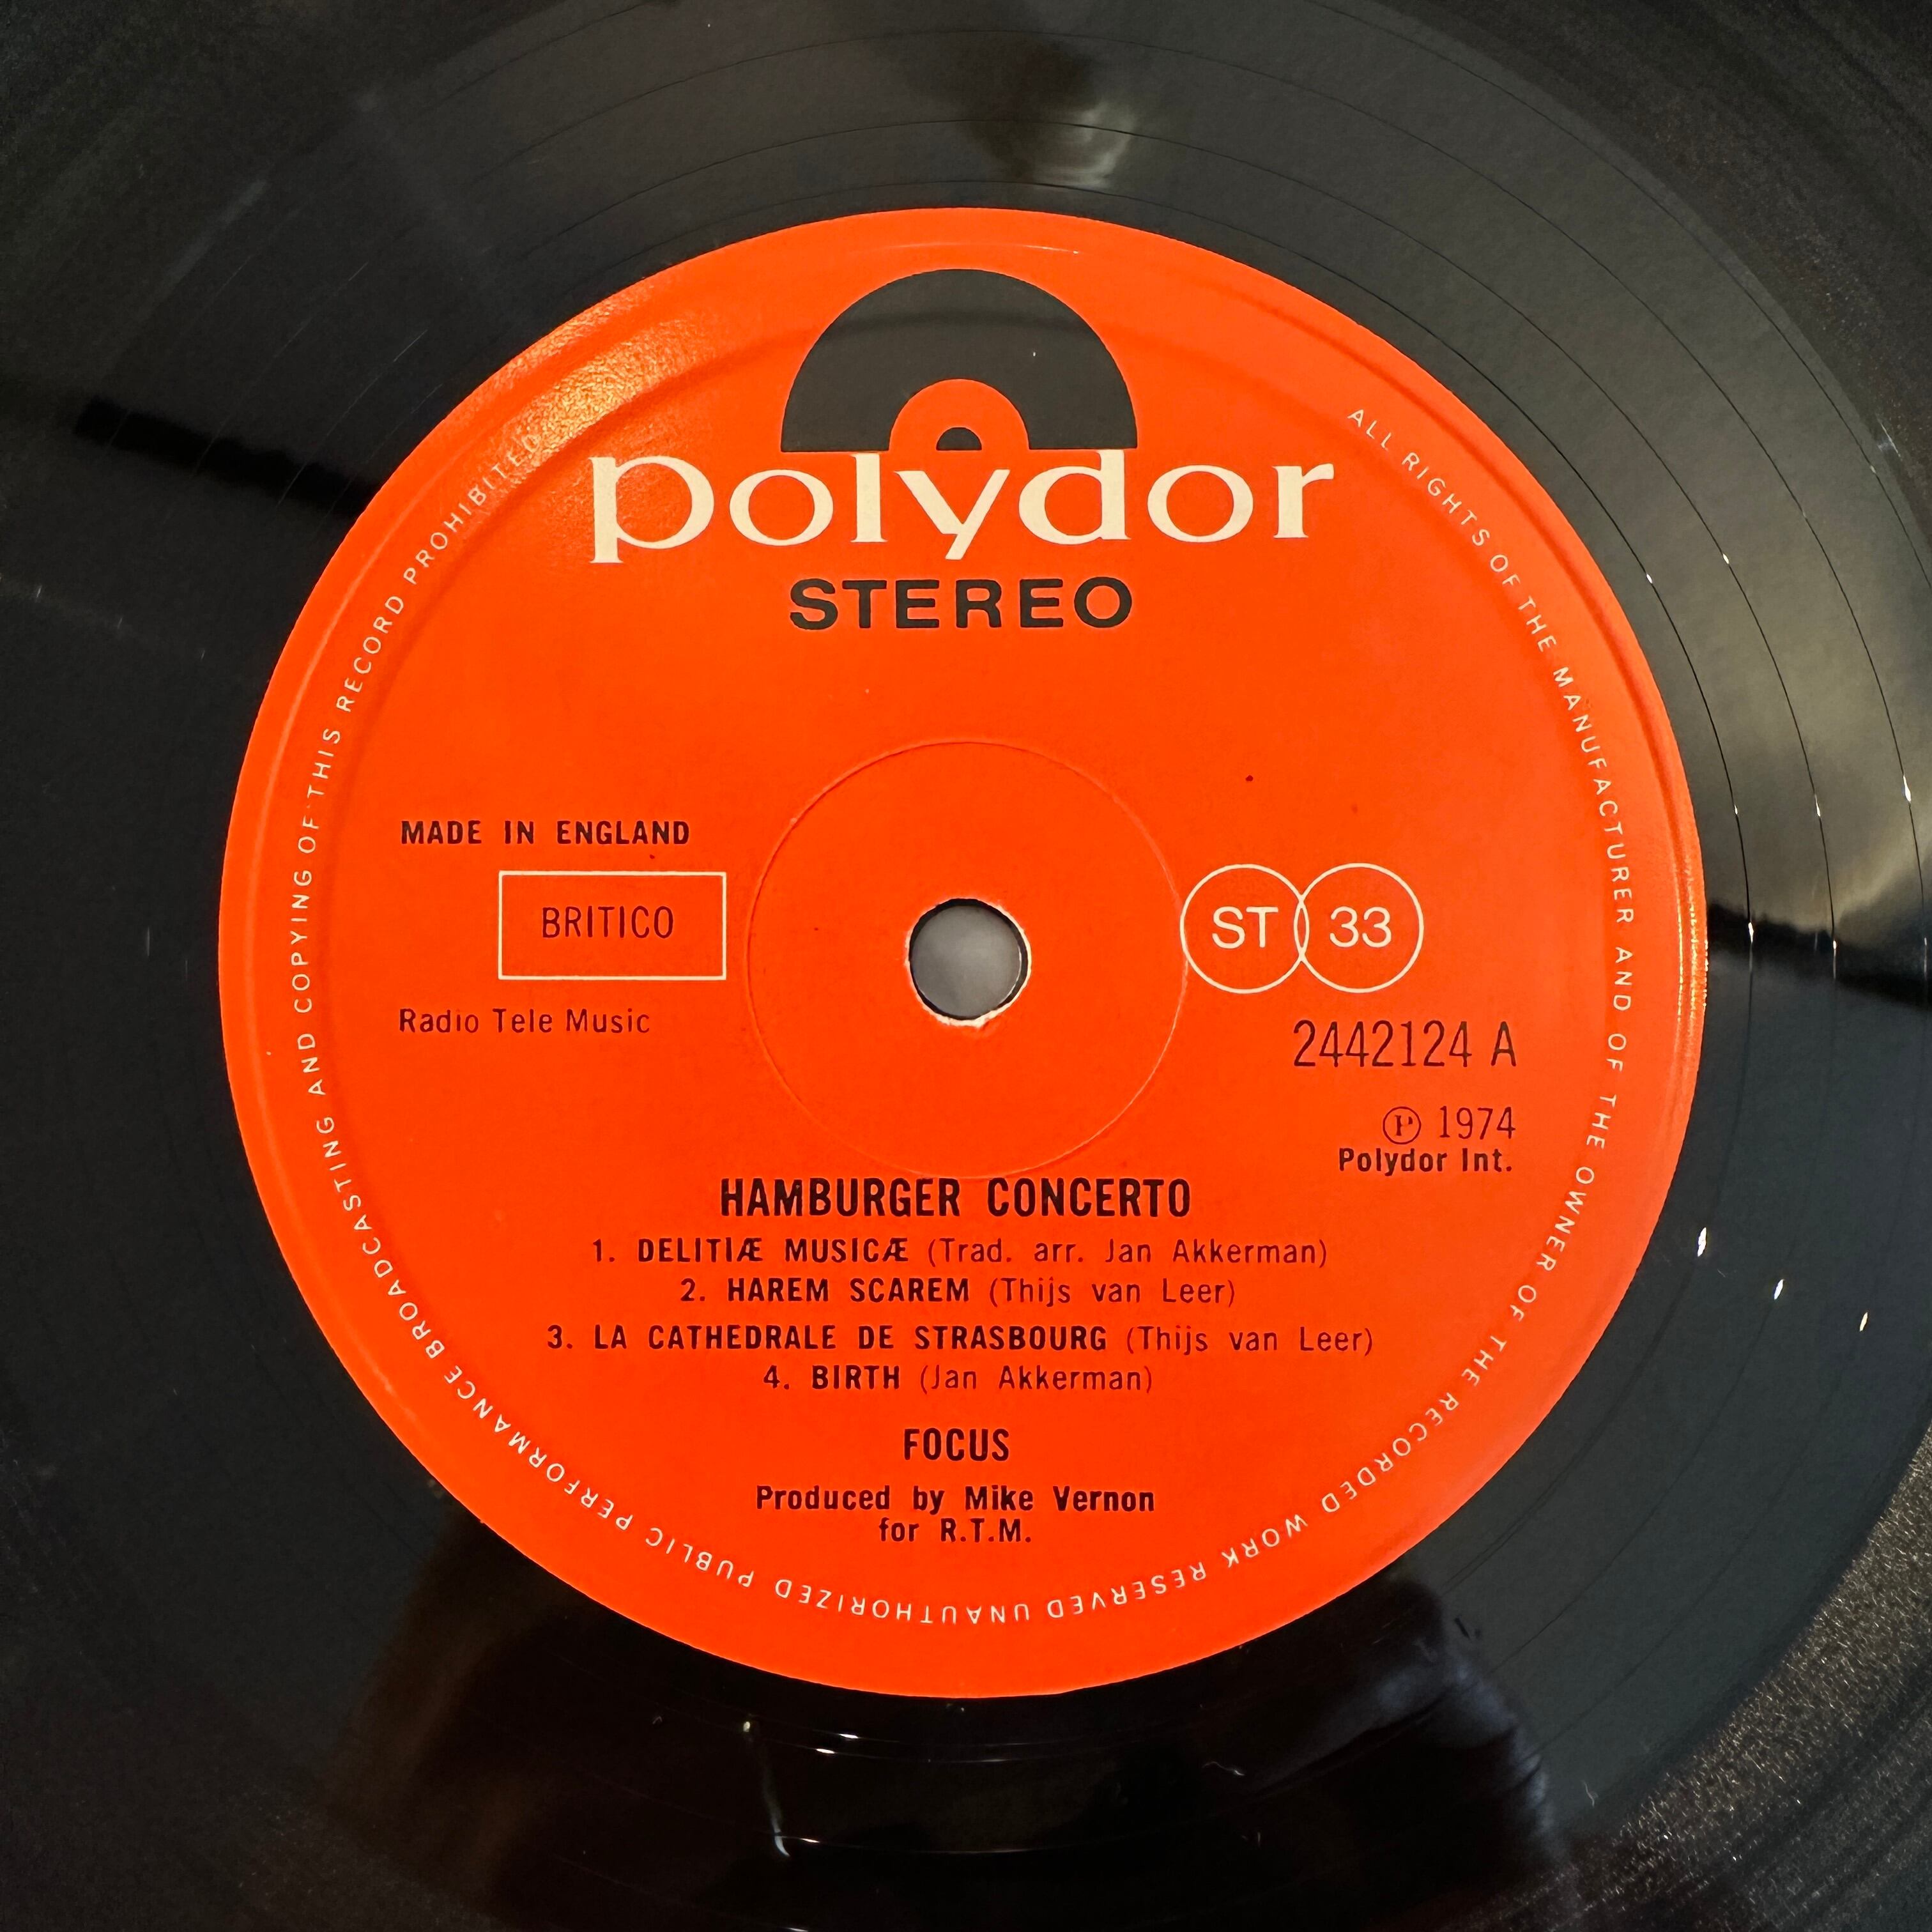 polydor
STEREO
MADE IN ENGLAND
BRITICO
ST 33
Radio Tele Music
2442124 A
Ⓟ 1974
Polydor Int.
HAMBURGER CONCERTO
1. DELITIÆ MUSICÆ (Trad. arr. Jan Akkerman)
2. HAREM SCAREM (Thijs van Leer)
3. LA CATHEDRALE DE STRASBOURG (Thijs van Leer)
4. BIRTH (Jan Akkerman)
FOCUS
Produced by Mike Vernon
for R.T.M.
ALL RIGHTS OF THE MANUFACTURER AND OF THE OWNER OF THE RECORDED WORK RESERVED UNAUTHORIZED PUBLIC PERFORMANCE BROADCASTING AND COPYING OF THIS RECORD PROHIBITED